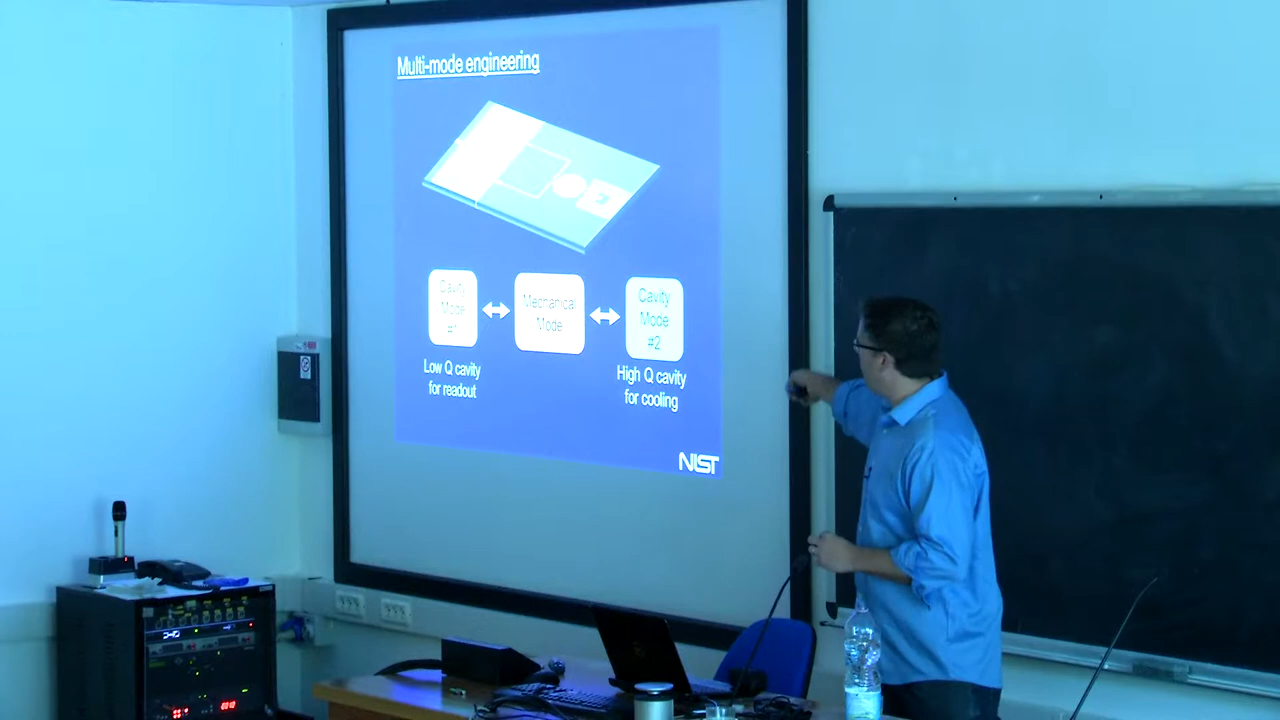 Multi-mode engineering
Cavity
Mode
#1
Mechanical
Mode
Cavity
Mode
#2
Low Q cavity
for readout
High Q cavity
for cooling
NIST